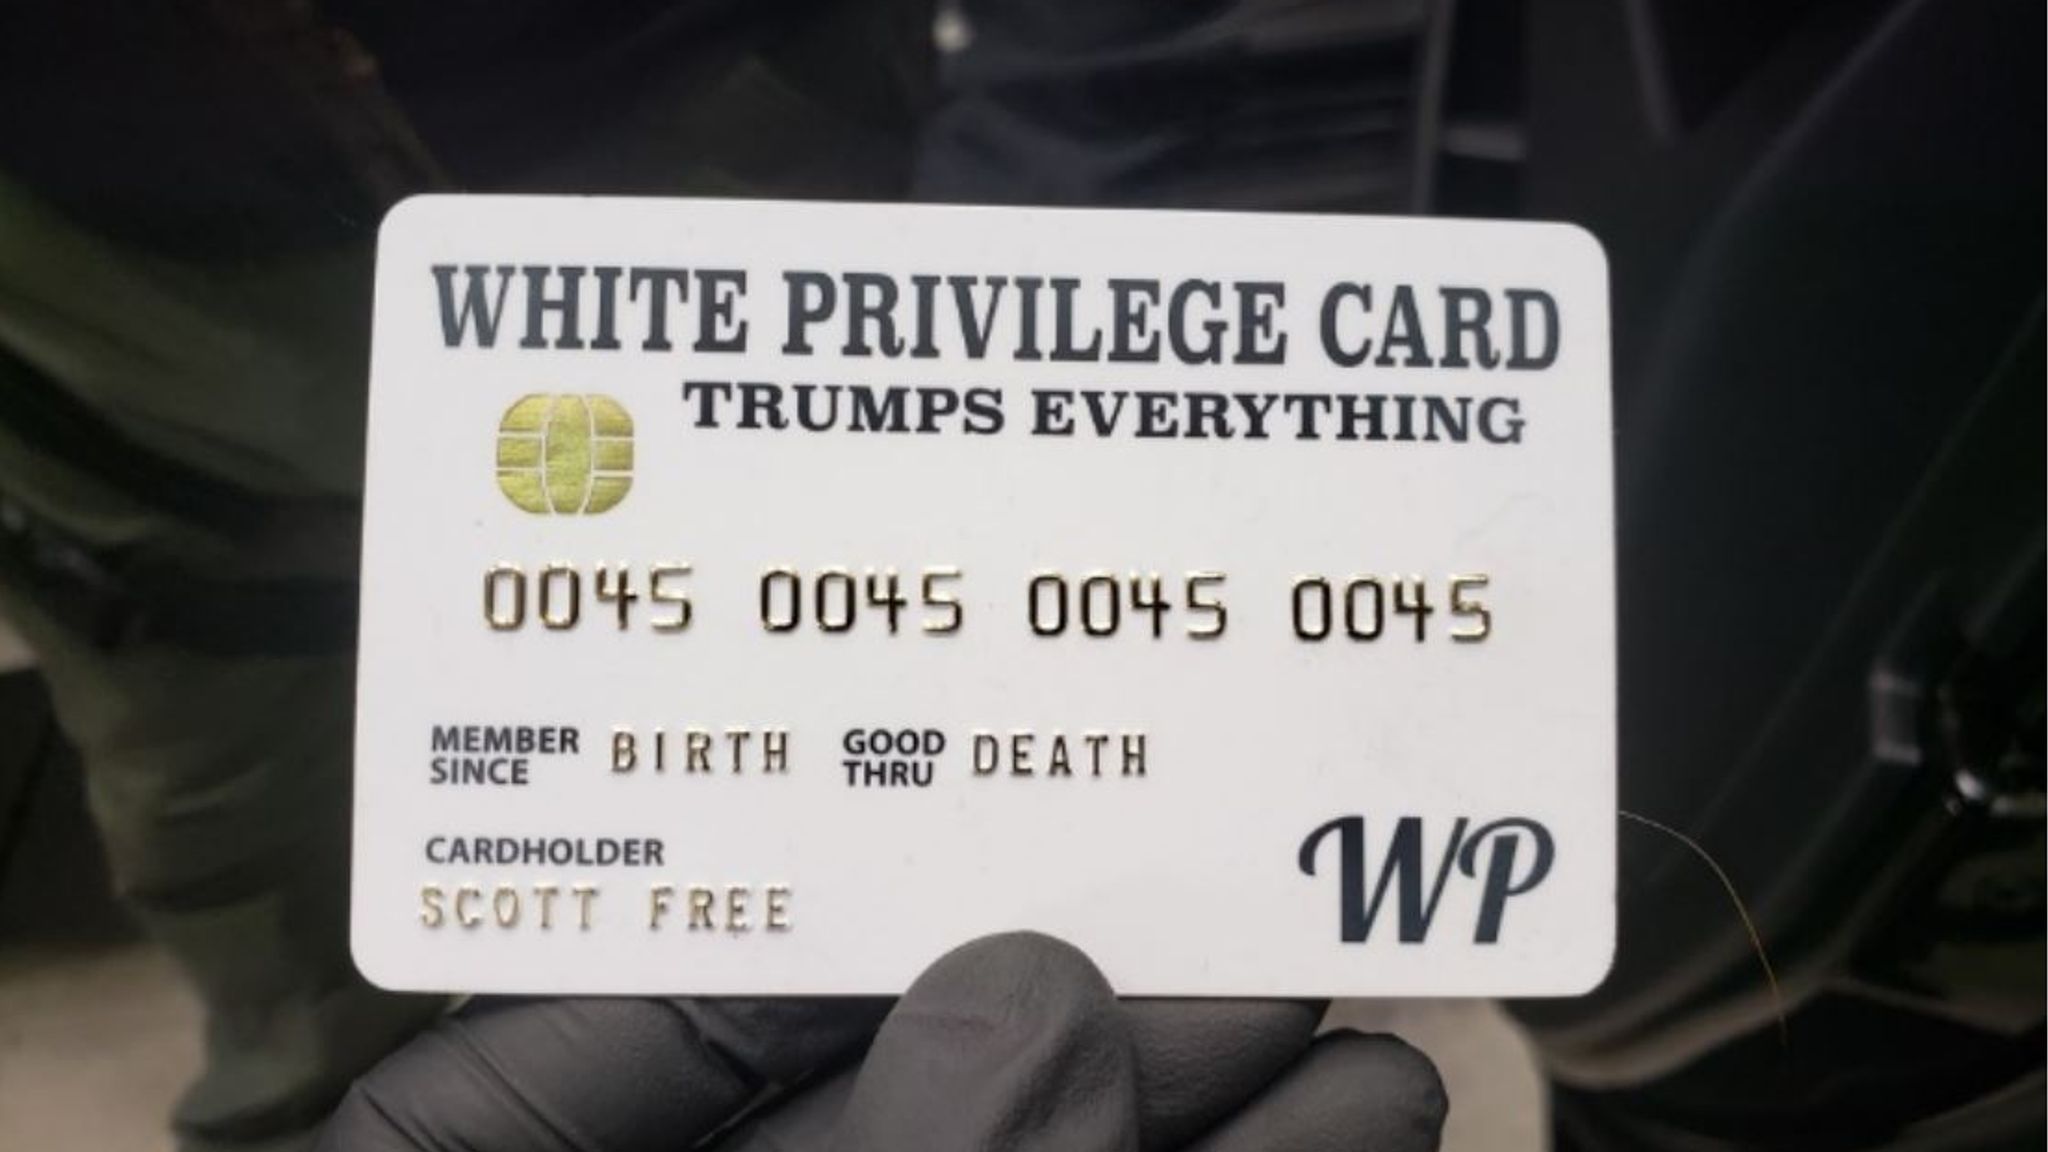 WHITE PRIVILEGE CARD
TRUMPS EVERYTHING
0045 0045 0045 0045
MEMBER SINCE BIRTH GOOD THRU DEATH
CARDHOLDER
SCOTT FREE
WP